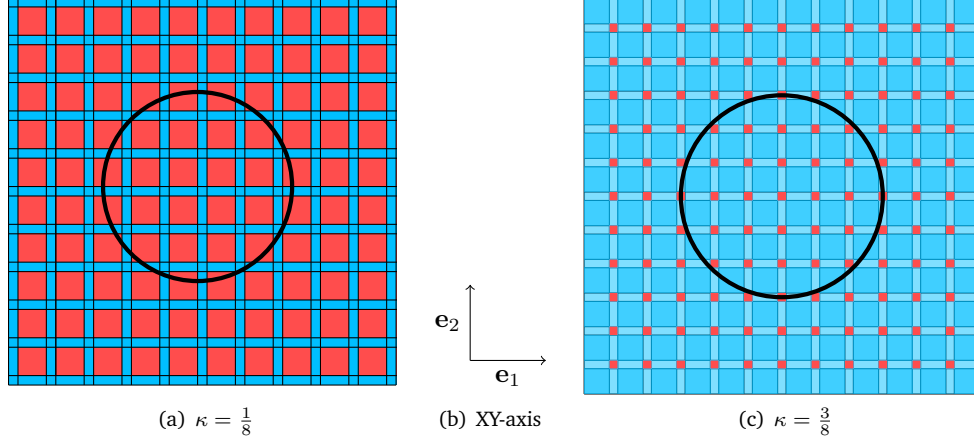 e₂
e₁
(a) κ = 1/8
(b) XY-axis
(c) κ = 3/8